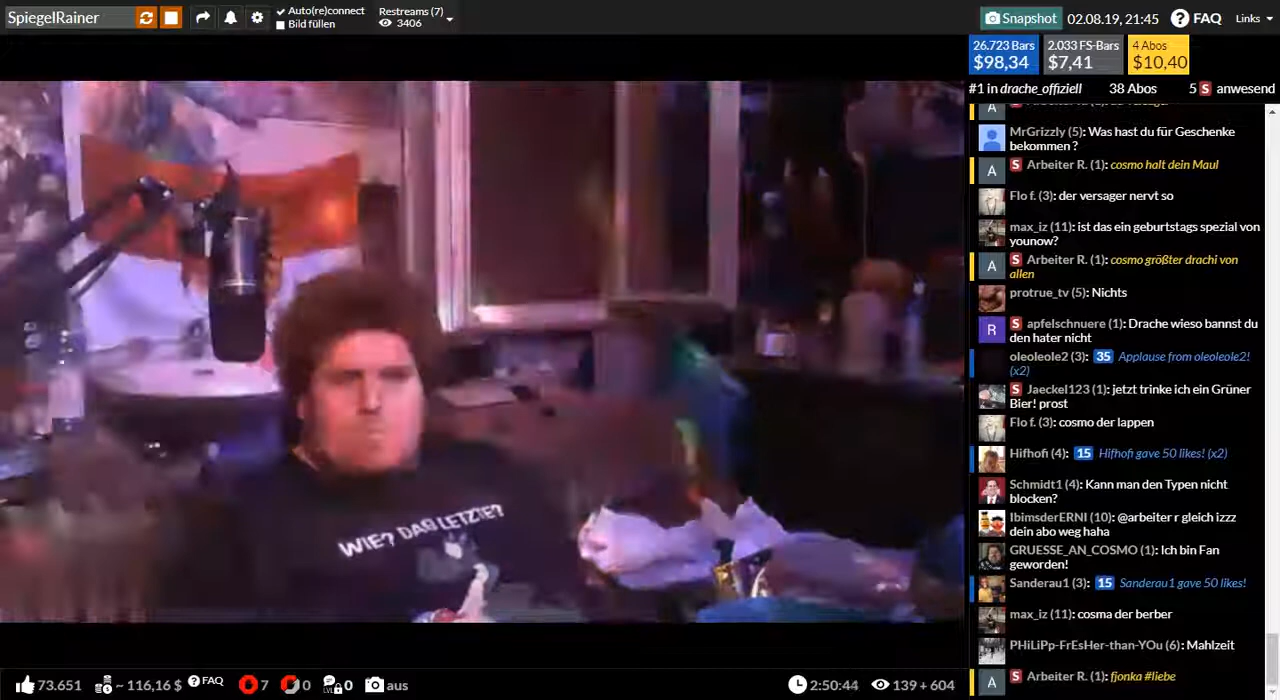 SpiegelRainer
Auto(re)connect
Bild füllen
Restreams (7)
3406
Snapshot
02.08.19, 21:45
FAQ
Links
26.723 Bars
$98,34
2.033 FS-Bars
$7,41
4 Abos
$10,40
#1 in drache_offiziell
38 Abos
5 S anwesend
A
MrGrizzly (5): Was hast du für Geschenke
bekommen ?
A S Arbeiter R. (1): cosmo halt dein Maul
Flo f. (3): der versager nervt so
max_iz (11): ist das ein geburtstags spezial von
younow?
A S Arbeiter R. (1): cosmo größter drachi von
allen
protrue_tv (5): Nichts
R S apfelschnuere (1): Drache wieso bannst du
den hater nicht
oleoleole2 (3): 35 Applause from oleoleole2!
(x2)
S Jaeckel123 (1): jetzt trinke ich ein Grüner
Bier! prost
Flo f. (3): cosmo der lappen
Hifhofi (4): 15 Hifhofi gave 50 likes! (x2)
Schmidt1 (4): Kann man den Typen nicht
blocken?
IbimsderERNI (10): @arbeiter r gleich izzz
dein abo weg haha
GRUESSE_AN_COSMO (1): Ich bin Fan
geworden!
Sanderau1 (3): 15 Sanderau1 gave 50 likes!
max_iz (11): cosma der berber
PHiLiPp-FrEsHer-than-YOu (6): Mahlzeit
A S Arbeiter R. (1): fjonka #liebe
WIE? DAS LETZTE?
73.651
~ 116,16 $
FAQ
7
0
LVL
0
aus
2:50:44
139 + 604